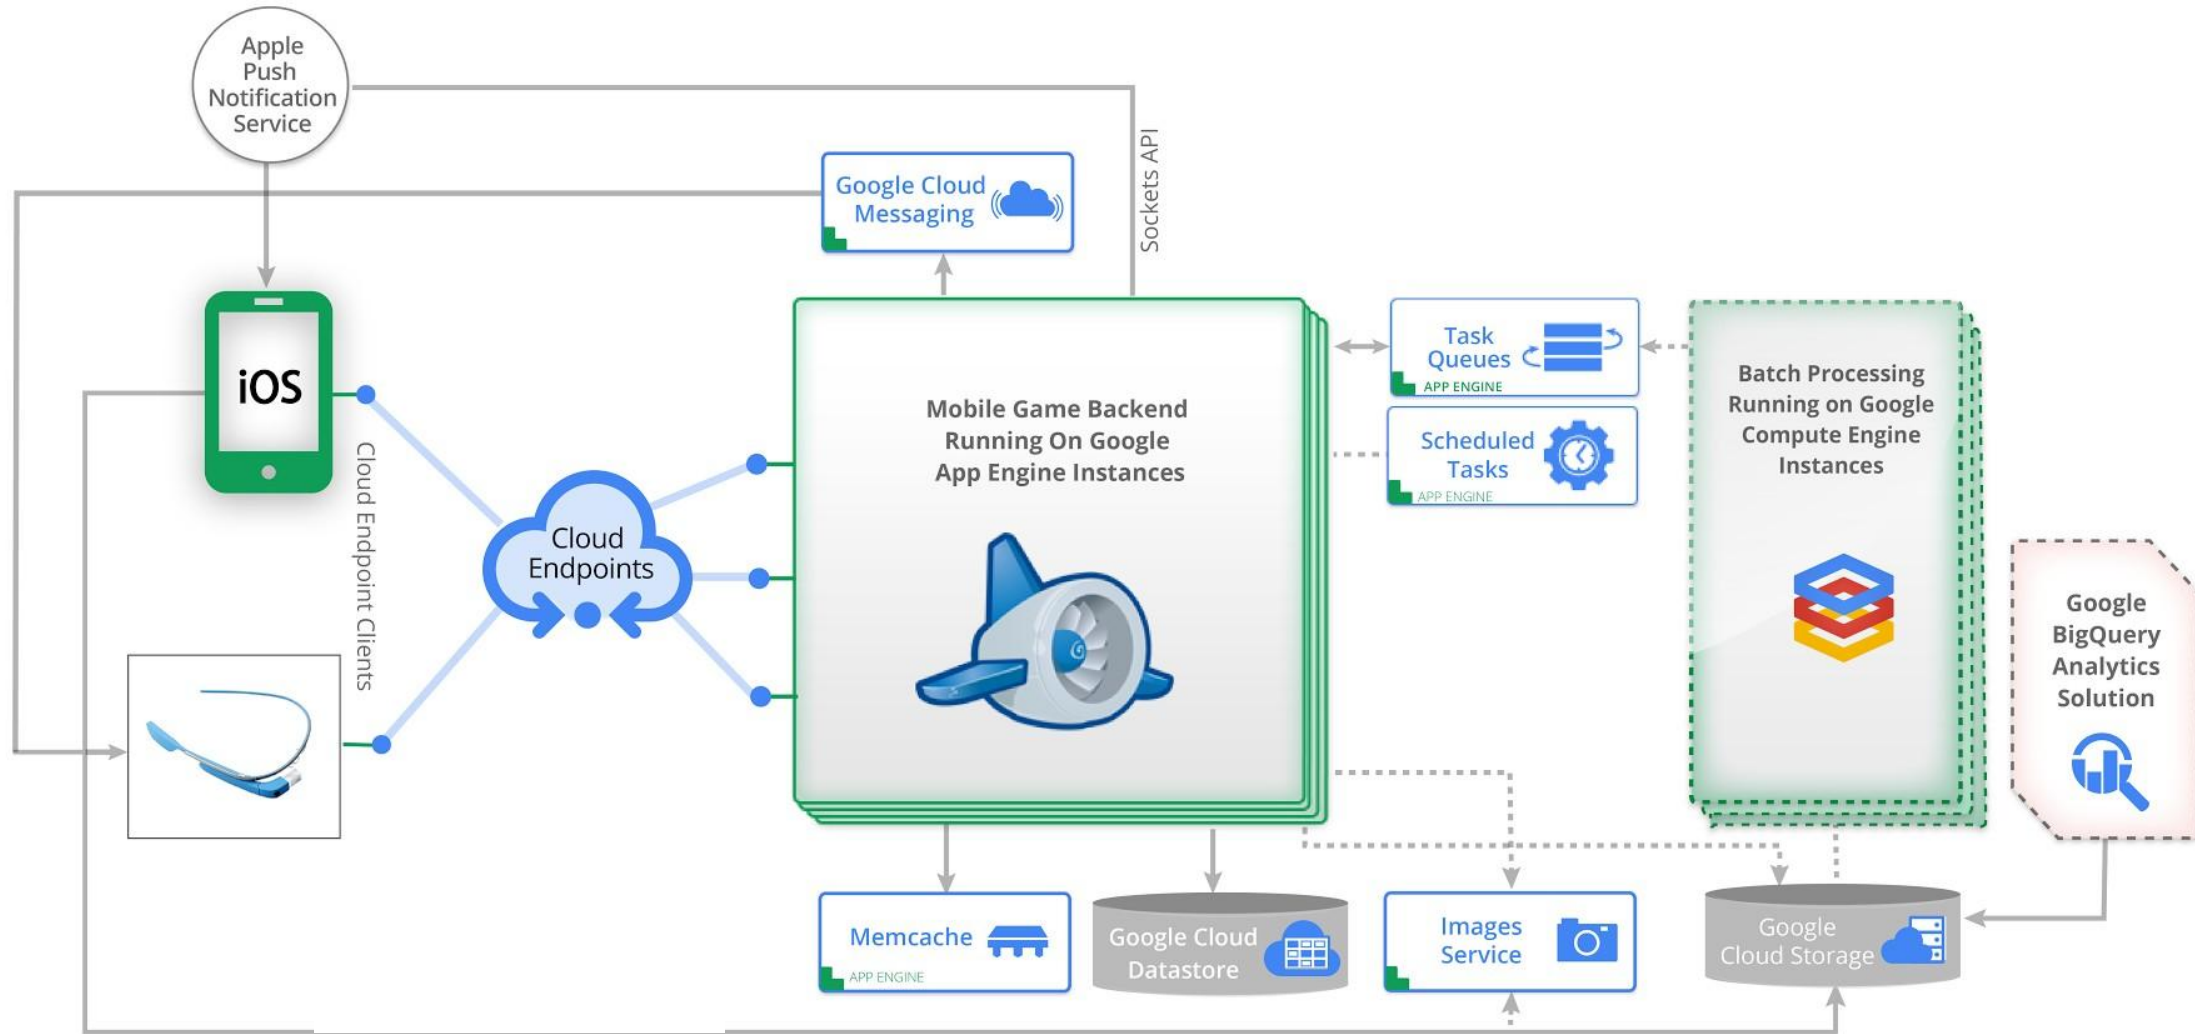 Apple
Push
Notification
Service
Sockets API
Google Cloud
Messaging
iOS
Cloud Endpoint Clients
Cloud
Endpoints
Mobile Game Backend
Running On Google
App Engine Instances
Task
Queues
APP ENGINE
Scheduled
Tasks
APP ENGINE
Batch Processing
Running on Google
Compute Engine
Instances
Google
BigQuery
Analytics
Solution
Memcache
APP ENGINE
Google Cloud
Datastore
Images
Service
Google
Cloud Storage